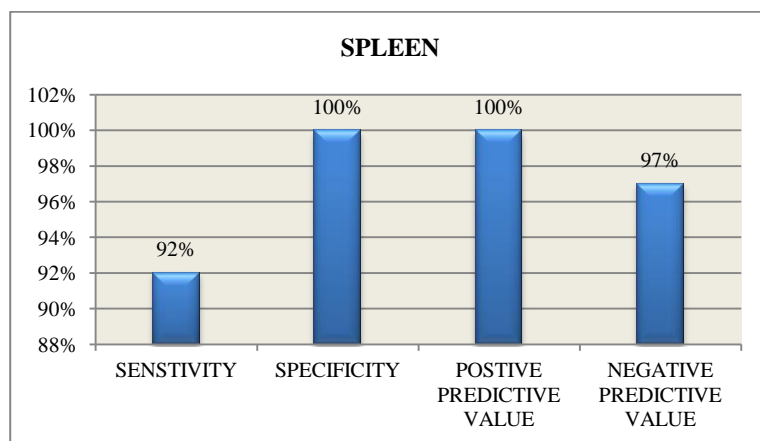 SPLEEN
102%
100%
98%
96%
94%
92%
90%
88%
92%
100%
100%
97%
SENSTIVITY
SPECIFICITY
POSTIVE
PREDICTIVE
VALUE
NEGATIVE
PREDICTIVE
VALUE